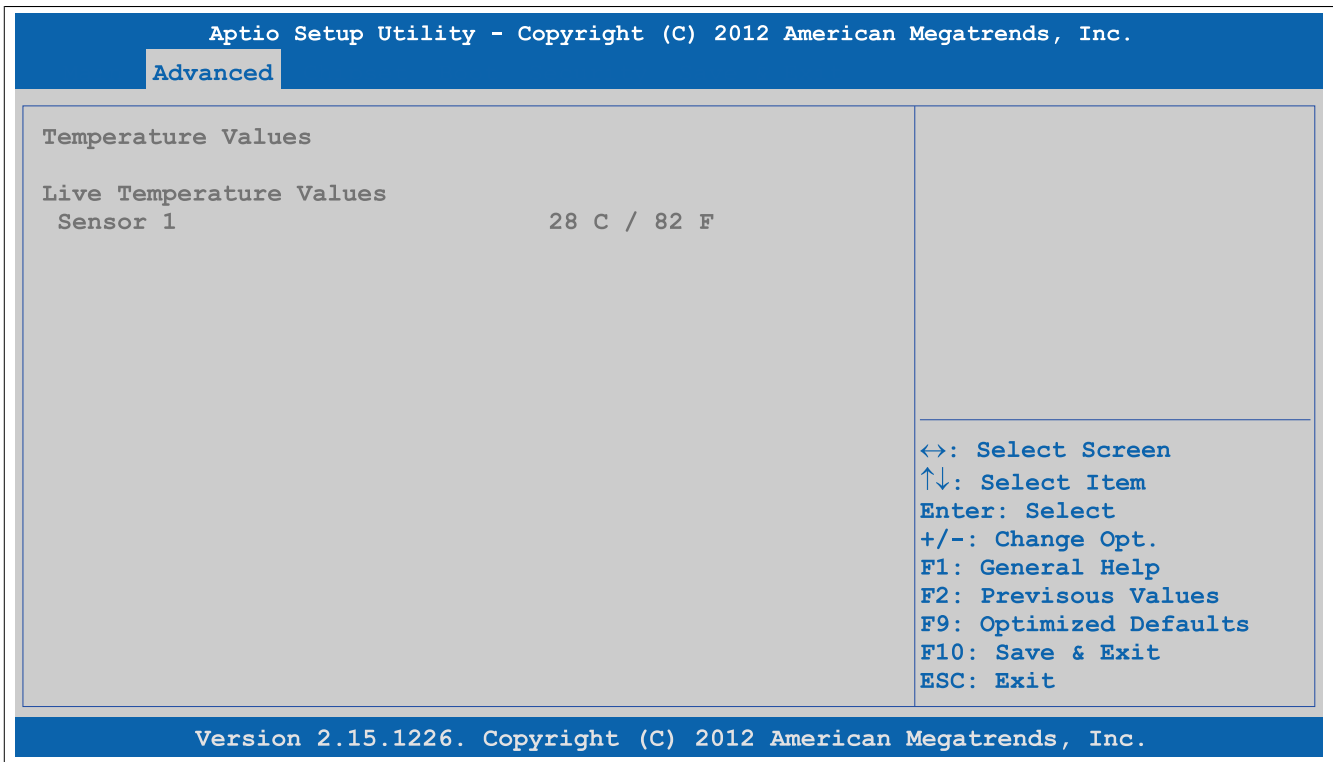 Aptio Setup Utility - Copyright (C) 2012 American Megatrends, Inc.
Advanced
Temperature Values
Live Temperature Values
Sensor 1 28 C / 82 F
↔: Select Screen
↑↓: Select Item
Enter: Select
+/-: Change Opt.
F1: General Help
F2: Previsous Values
F9: Optimized Defaults
F10: Save & Exit
ESC: Exit
Version 2.15.1226. Copyright (C) 2012 American Megatrends, Inc.